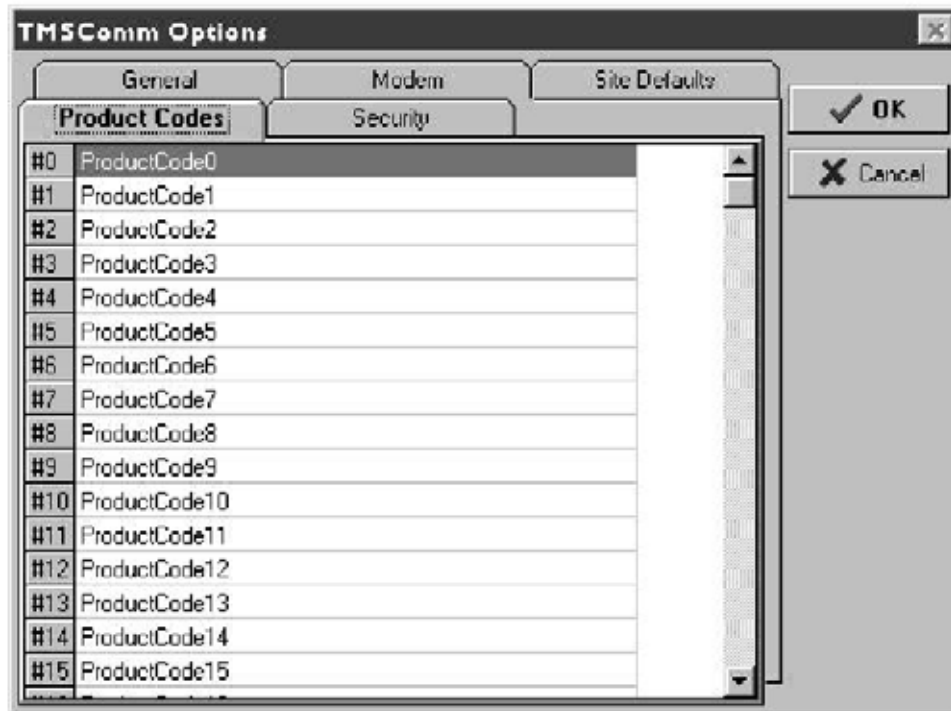 TMSComm Options
General Modem Site Defaults
Product Codes Security
OK
Cancel
#0 ProductCode0
#1 ProductCode1
#2 ProductCode2
#3 ProductCode3
#4 ProductCode4
#5 ProductCode5
#6 ProductCode6
#7 ProductCode7
#8 ProductCode8
#9 ProductCode9
#10 ProductCode10
#11 ProductCode11
#12 ProductCode12
#13 ProductCode13
#14 ProductCode14
#15 ProductCode15